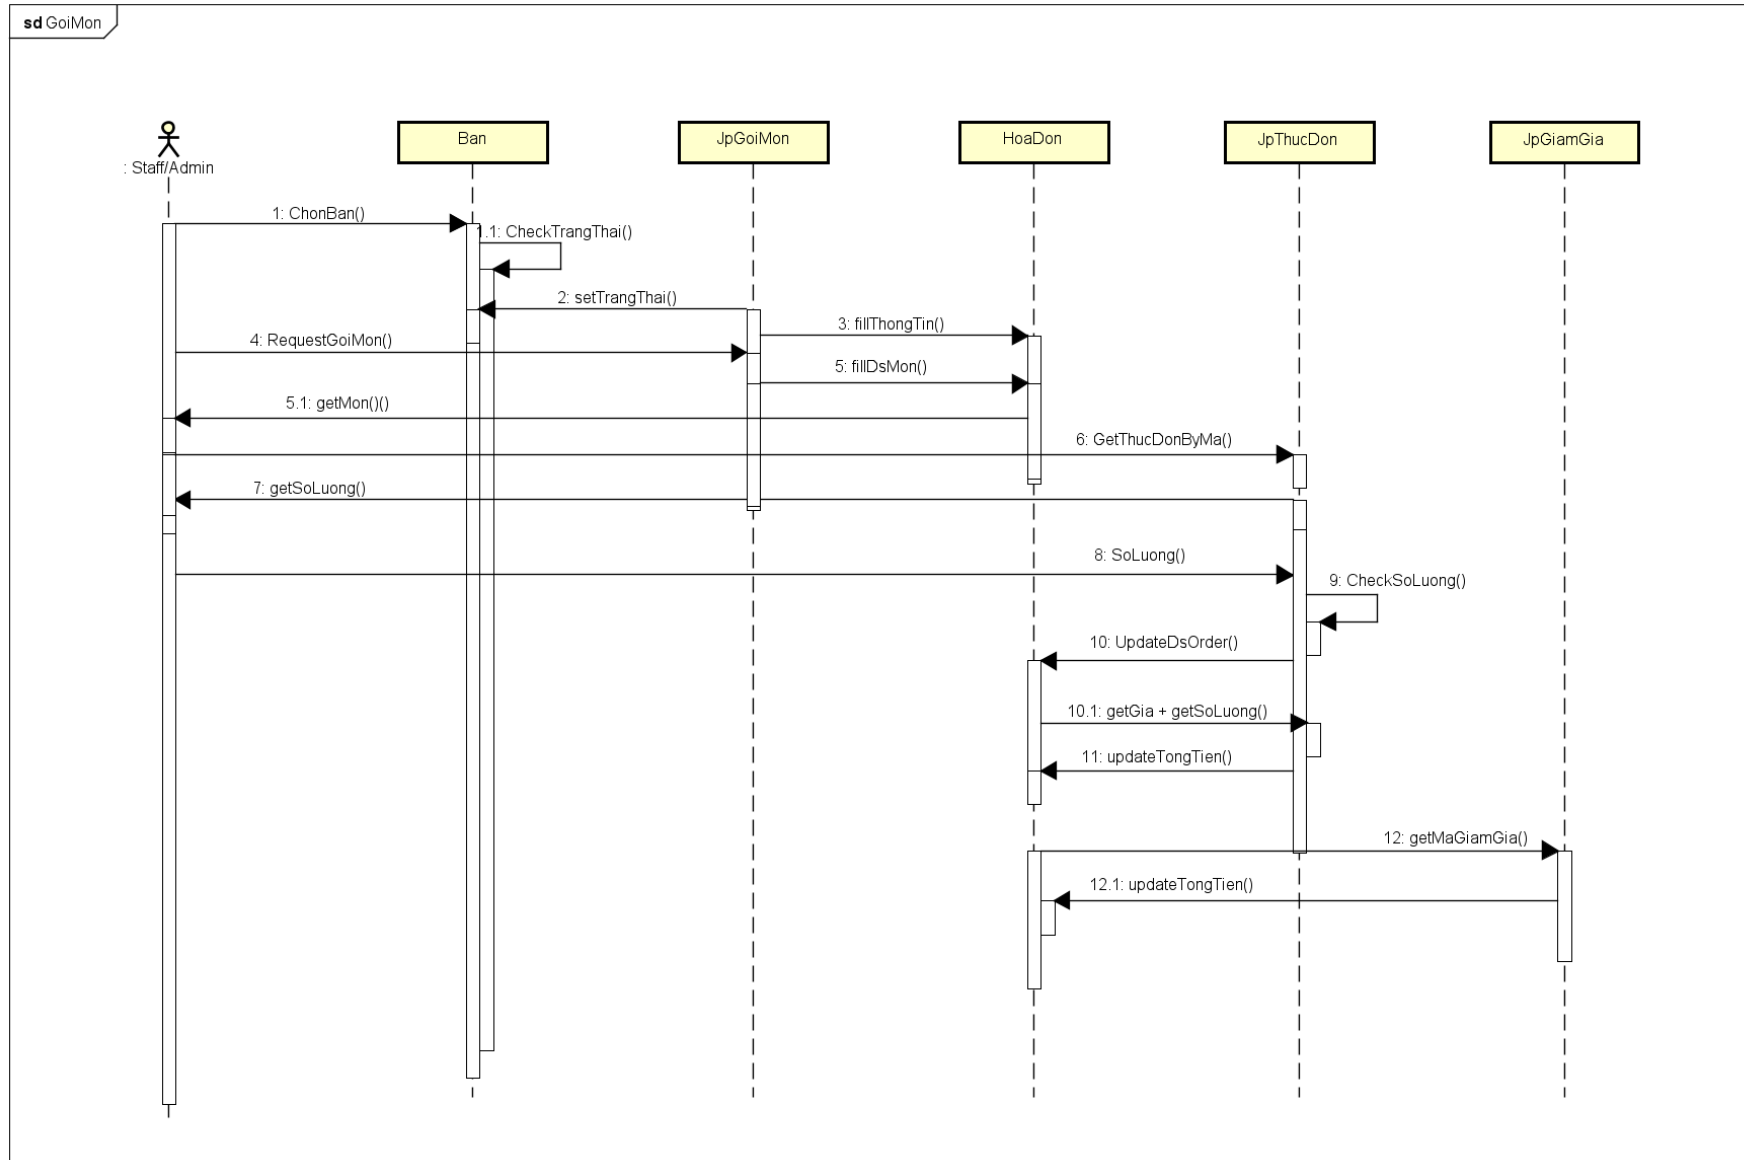 sd GoiMon
: Staff/Admin
Ban
JpGoiMon
HoaDon
JpThucDon
JpGiamGia
1: ChonBan()
1.1: CheckTrangThai()
2: setTrangThai()
3: fillThongTin()
4: RequestGoiMon()
5: fillDsMon()
5.1: getMon()()
6: GetThucDonByMa()
7: getSoLuong()
8: SoLuong()
9: CheckSoLuong()
10: UpdateDsOrder()
10.1: getGia + getSoLuong()
11: updateTongTien()
12: getMaGiamGia()
12.1: updateTongTien()